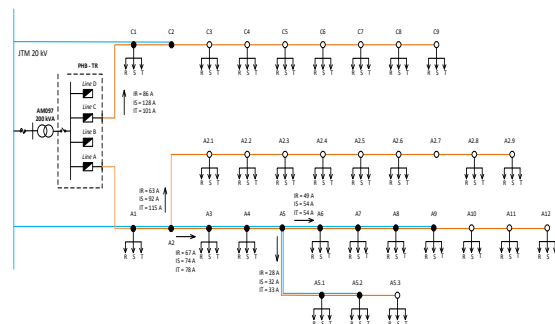 C1 C2 C3 C4 C5 C6 C7 C8 C9
JTM 20 kV
R S T R S T R S T R S T R S T R S T R S T R S T
PHB - TR
Line D
Line C
Line B
Line A
AM097
200 kVA
IR = 86 A
IS = 128 A
IT = 101 A
A2.1 A2.2 A2.3 A2.4 A2.5 A2.6 A2.7 A2.8 A2.9
R S T R S T R S T R S T R S T R S T R S T R S T
IR = 63 A
IS = 92 A
IT = 115 A
IR = 49 A
IS = 54 A
IT = 54 A
A1 A3 A4 A5 A6 A7 A8 A9 A10 A11 A12
A2
R S T R S T R S T R S T R S T R S T R S T R S T R S T R S T
IR = 67 A
IS = 74 A
IT = 78 A
IR = 28 A
IS = 32 A
IT = 33 A
A5.1 A5.2 A5.3
R S T R S T R S T